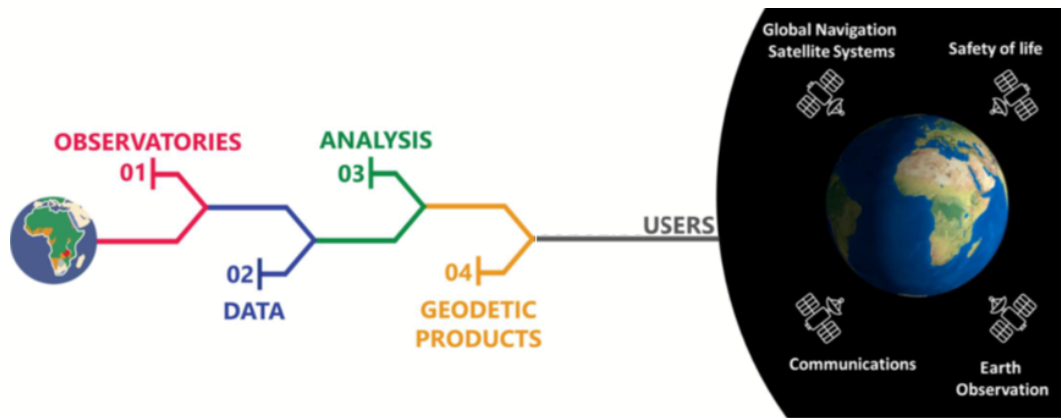 OBSERVATORIES
01
02
DATA
ANALYSIS
03
04
GEODETIC
PRODUCTS
USERS
Global Navigation
Satellite Systems
Safety of life
Communications
Earth
Observation